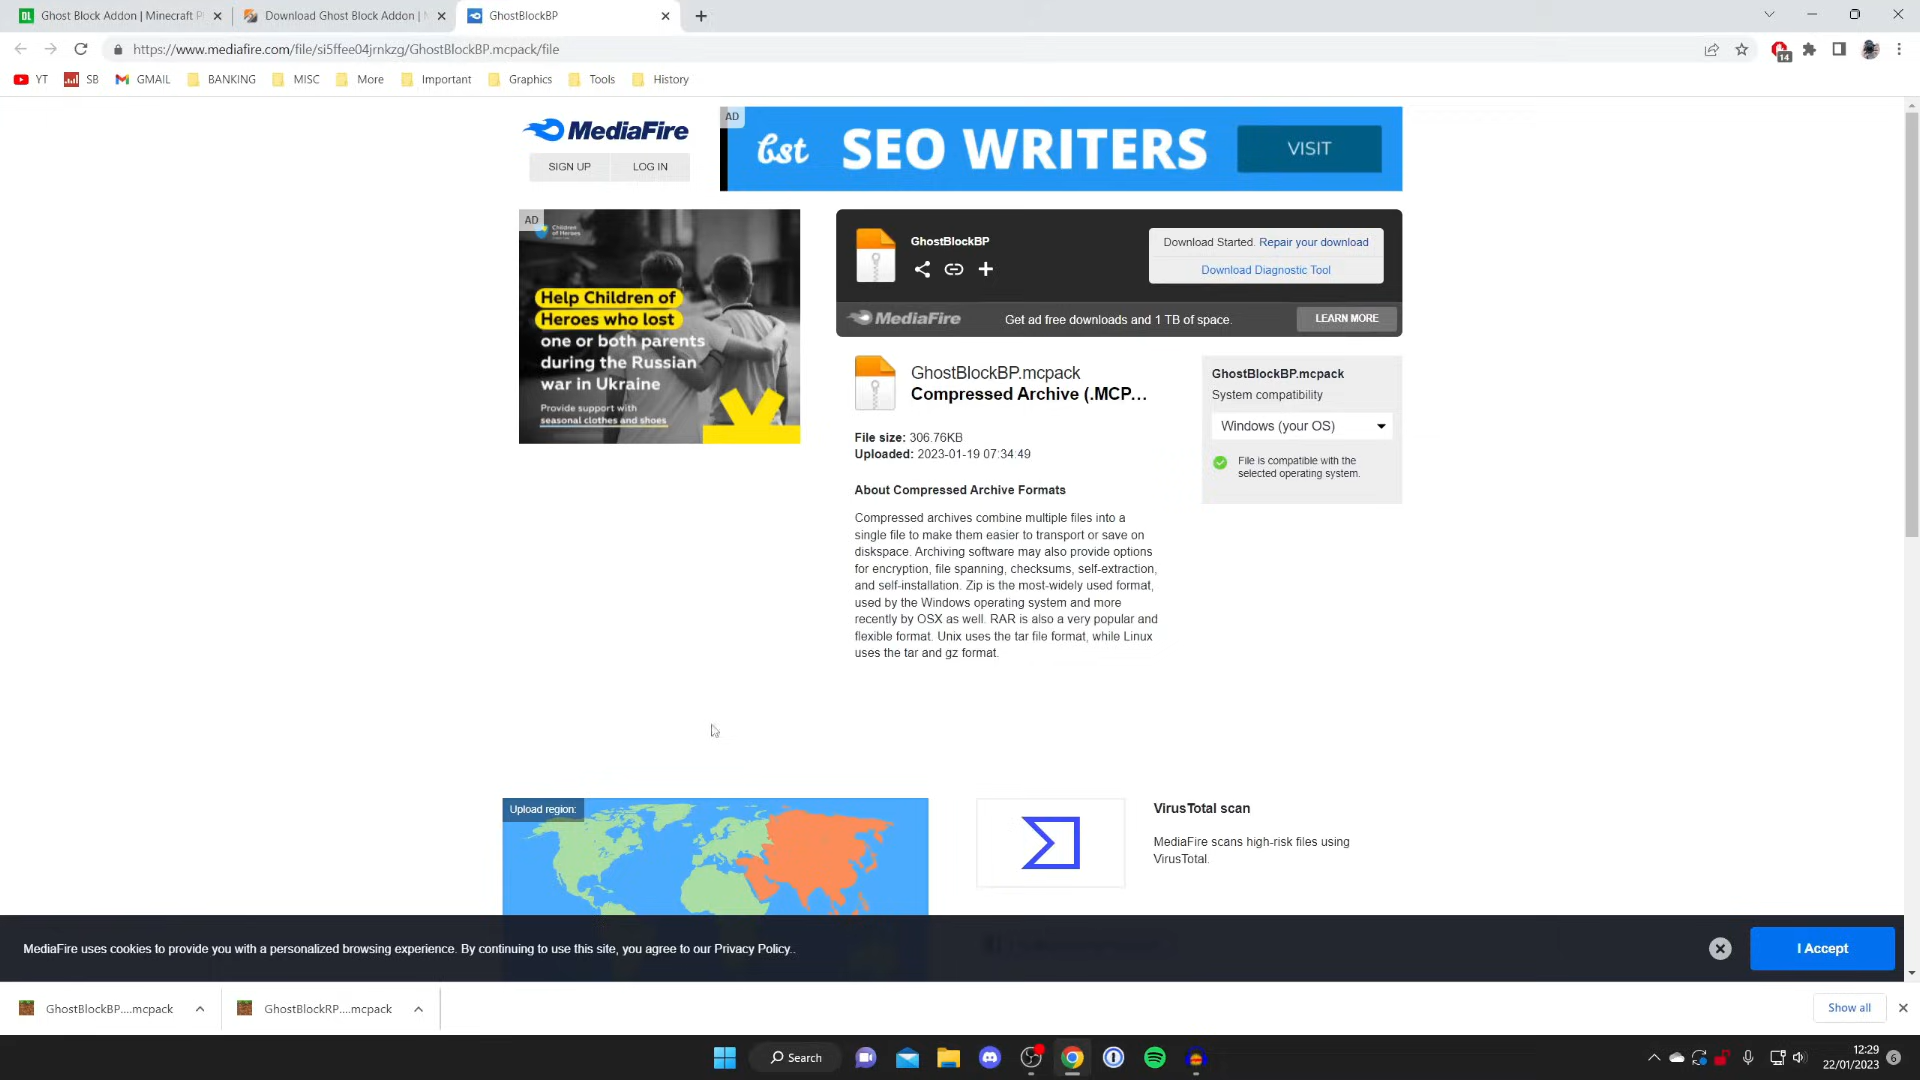 Ghost Block Addon | Minecraft P
Download Ghost Block Addon |
GhostBlockBP
https://www.mediafire.com/file/si5ffee04jrnkzg/GhostBlockBP.mcpack/file
14
YT
SB
GMAIL
BANKING
MISC
More
Important
Graphics
Tools
History
MediaFire
SIGN UP
LOG IN
AD
bst SEO WRITERS
VISIT
AD
Children
of Heroes
Help Children of
Heroes who lost
one or both parents
during the Russian
war in Ukraine
Provide support with
seasonal clothes and shoes
GhostBlockBP
Download Started. Repair your download
Download Diagnostic Tool
MediaFire
Get ad free downloads and 1 TB of space.
LEARN MORE
GhostBlockBP.mcpack
Compressed Archive (.MCP...
File size: 306.76KB
Uploaded: 2023-01-19 07:34:49
About Compressed Archive Formats
Compressed archives combine multiple files into a
single file to make them easier to transport or save on
diskspace. Archiving software may also provide options
for encryption, file spanning, checksums, self-extraction,
and self-installation. Zip is the most-widely used format,
used by the Windows operating system and more
recently by OSX as well. RAR is also a very popular and
flexible format. Unix uses the tar file format, while Linux
uses the tar and gz format.
GhostBlockBP.mcpack
System compatibility
Windows (your OS)
File is compatible with the
selected operating system.
Upload region:
VirusTotal scan
MediaFire scans high-risk files using
VirusTotal.
MediaFire uses cookies to provide you with a personalized browsing experience. By continuing to use this site, you agree to our Privacy Policy..
I Accept
GhostBlockBP....mcpack
GhostBlockRP....mcpack
Show all
Search
12:29
22/01/2023
6